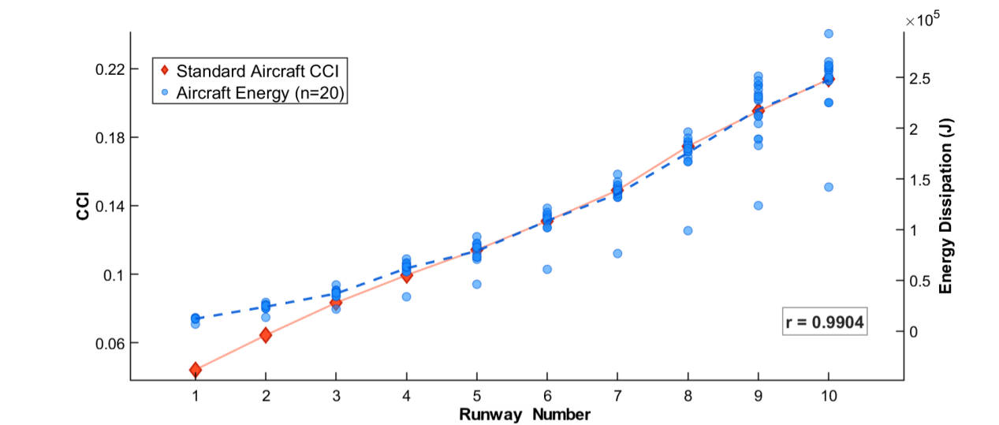 ×10⁵
Standard Aircraft CCI
Aircraft Energy (n=20)
0.22
0.18
0.14
0.1
0.06
CCI
2.5
2
1.5
1
0.5
0
Energy Dissipation (J)
r = 0.9904
1 2 3 4 5 6 7 8 9 10
Runway Number